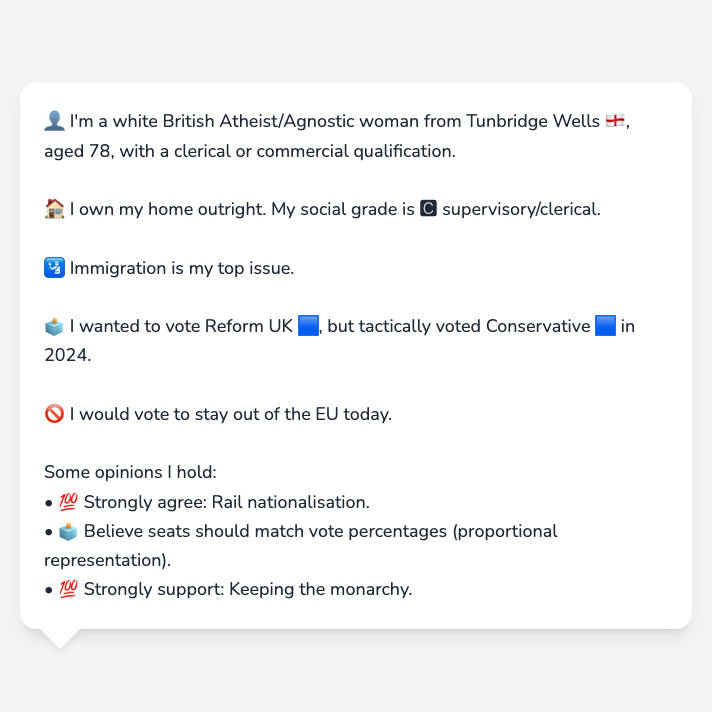 👤 I'm a white British Atheist/Agnostic woman from Tunbridge Wells 🏴󠁧󠁢󠁥󠁮󠁧󠁿,
aged 78, with a clerical or commercial qualification.
🏠 I own my home outright. My social grade is C supervisory/clerical.
🛂 Immigration is my top issue.
🗳️ I wanted to vote Reform UK 🟦, but tactically voted Conservative 🟦 in
2024.
🚫 I would vote to stay out of the EU today.
Some opinions I hold:
• 💯 Strongly agree: Rail nationalisation.
• 🗳️ Believe seats should match vote percentages (proportional
representation).
• 💯 Strongly support: Keeping the monarchy.